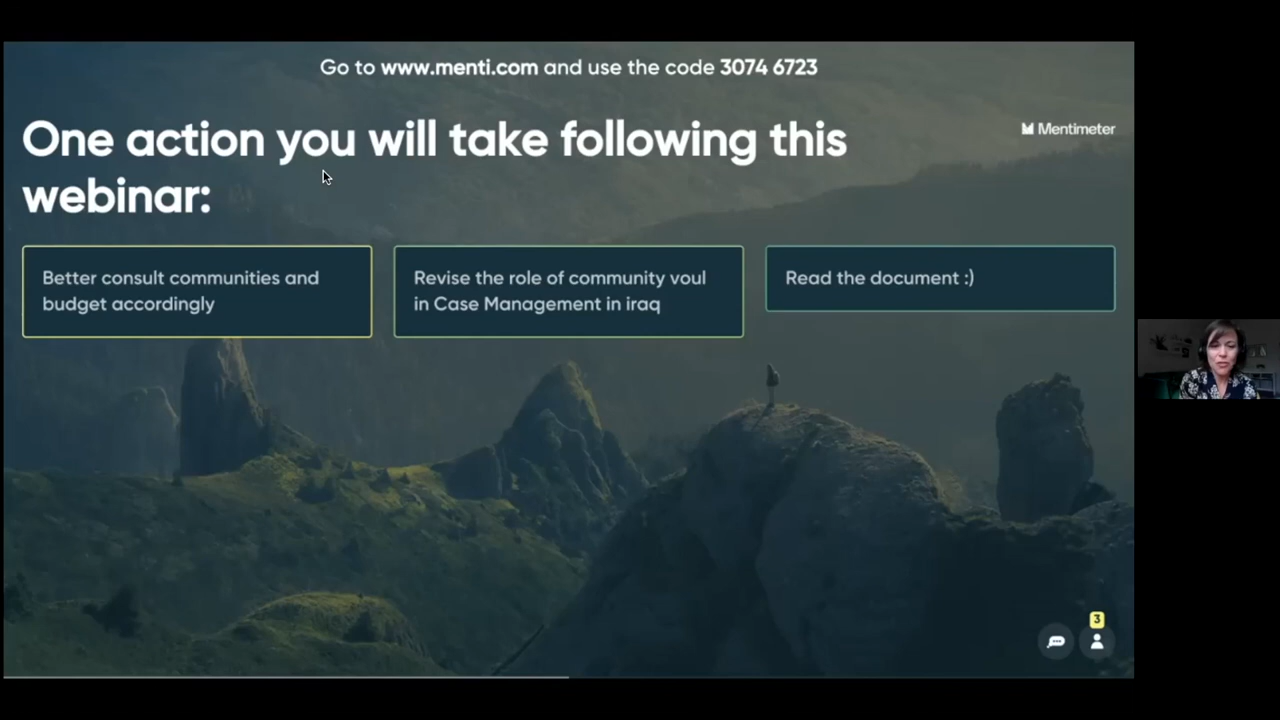 Go to www.menti.com and use the code 3074 6723
One action you will take following this
webinar:
Mentimeter
Better consult communities and
budget accordingly
Revise the role of community voul
in Case Management in iraq
Read the document :)
3